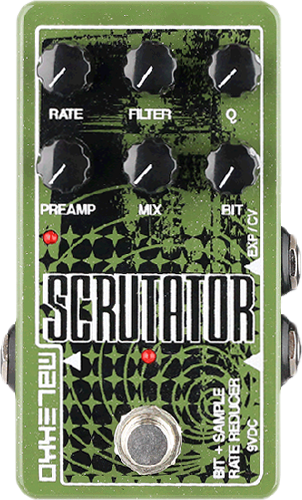 RATE FILTER Q
PREAMP MIX BIT
EXP/CV
SCRUTATOR
MALEKKO
BIT + SAMPLE
RATE REDUCER
9VDC